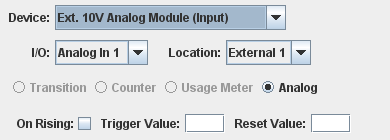 Device: Ext. 10V Analog Module (Input)
I/O: Analog In 1 Location: External 1
Transition Counter Usage Meter Analog
On Rising: Trigger Value: Reset Value: